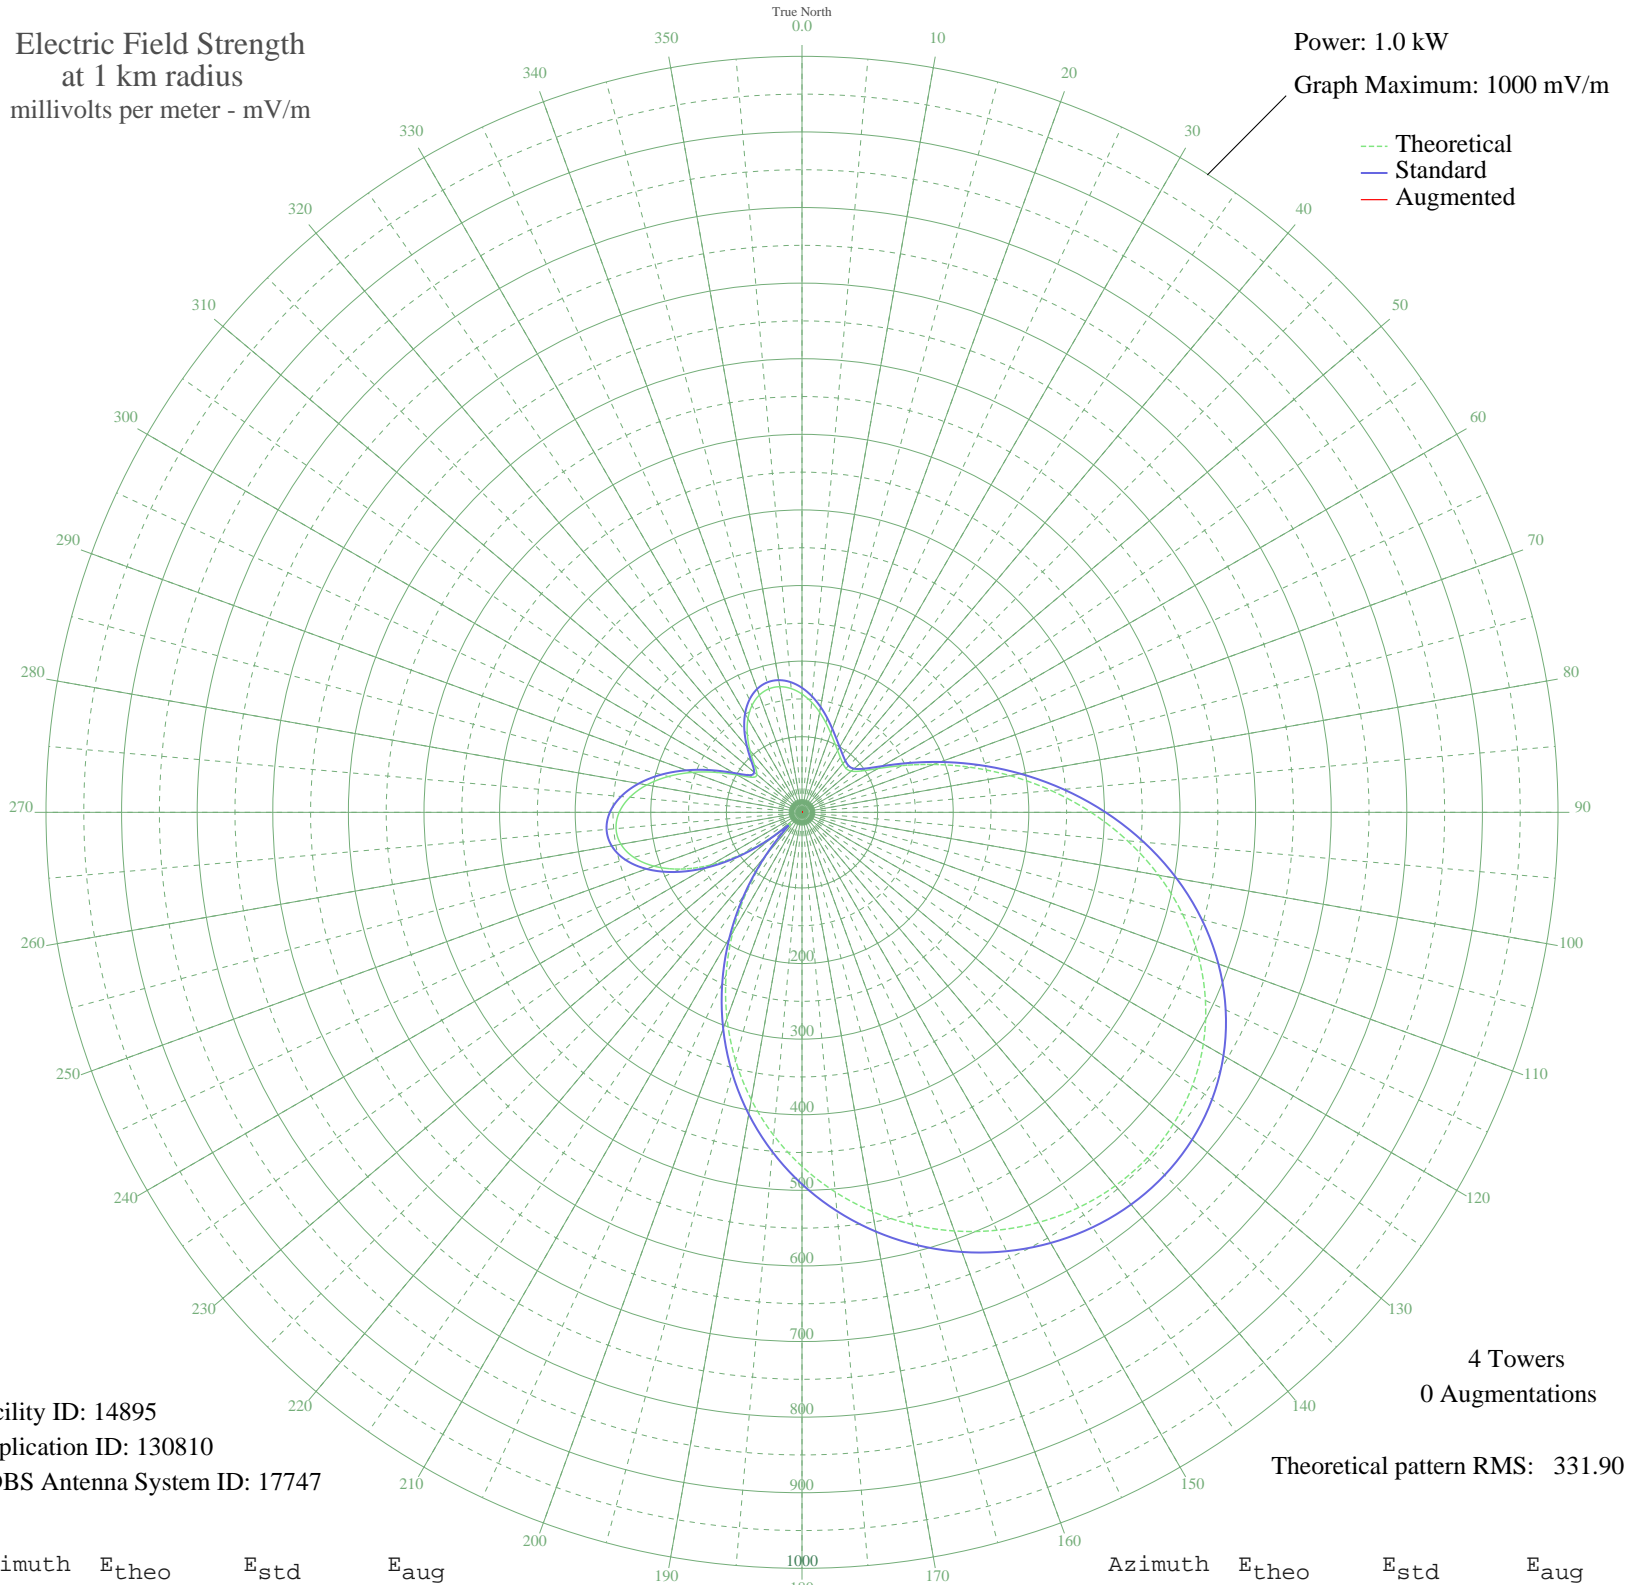 True North
0.0
Electric Field Strength
at 1 km radius
millivolts per meter - mV/m
Power: 1.0 kW
Graph Maximum: 1000 mV/m
Theoretical
Standard
Augmented
350
10
340
20
330
30
320
40
310
50
300
60
290
70
280
80
270
90
260
100
250
110
240
120
230
130
220
140
210
150
200
160
190
170
200
300
400
500
600
700
800
900
1000
180
4 Towers
0 Augmentations
Theoretical pattern RMS: 331.90
cility ID: 14895
plication ID: 130810
DBS Antenna System ID: 17747
imuth Etheo Estd Eaug
Azimuth Etheo Estd Eaug